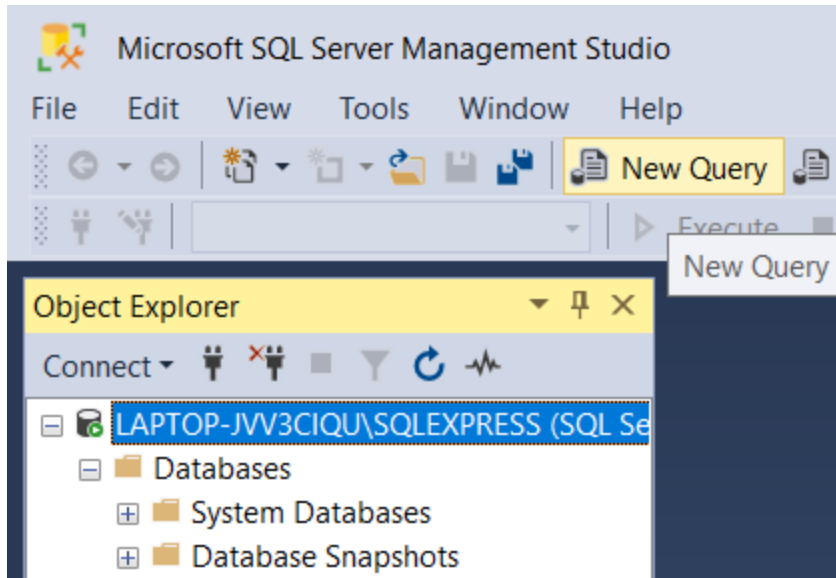 Microsoft SQL Server Management Studio
File Edit View Tools Window Help
New Query
Execute
New Query
Object Explorer
Connect
LAPTOP-JVV3CIQU\SQLEXPRESS (SQL Se
Databases
System Databases
Database Snapshots